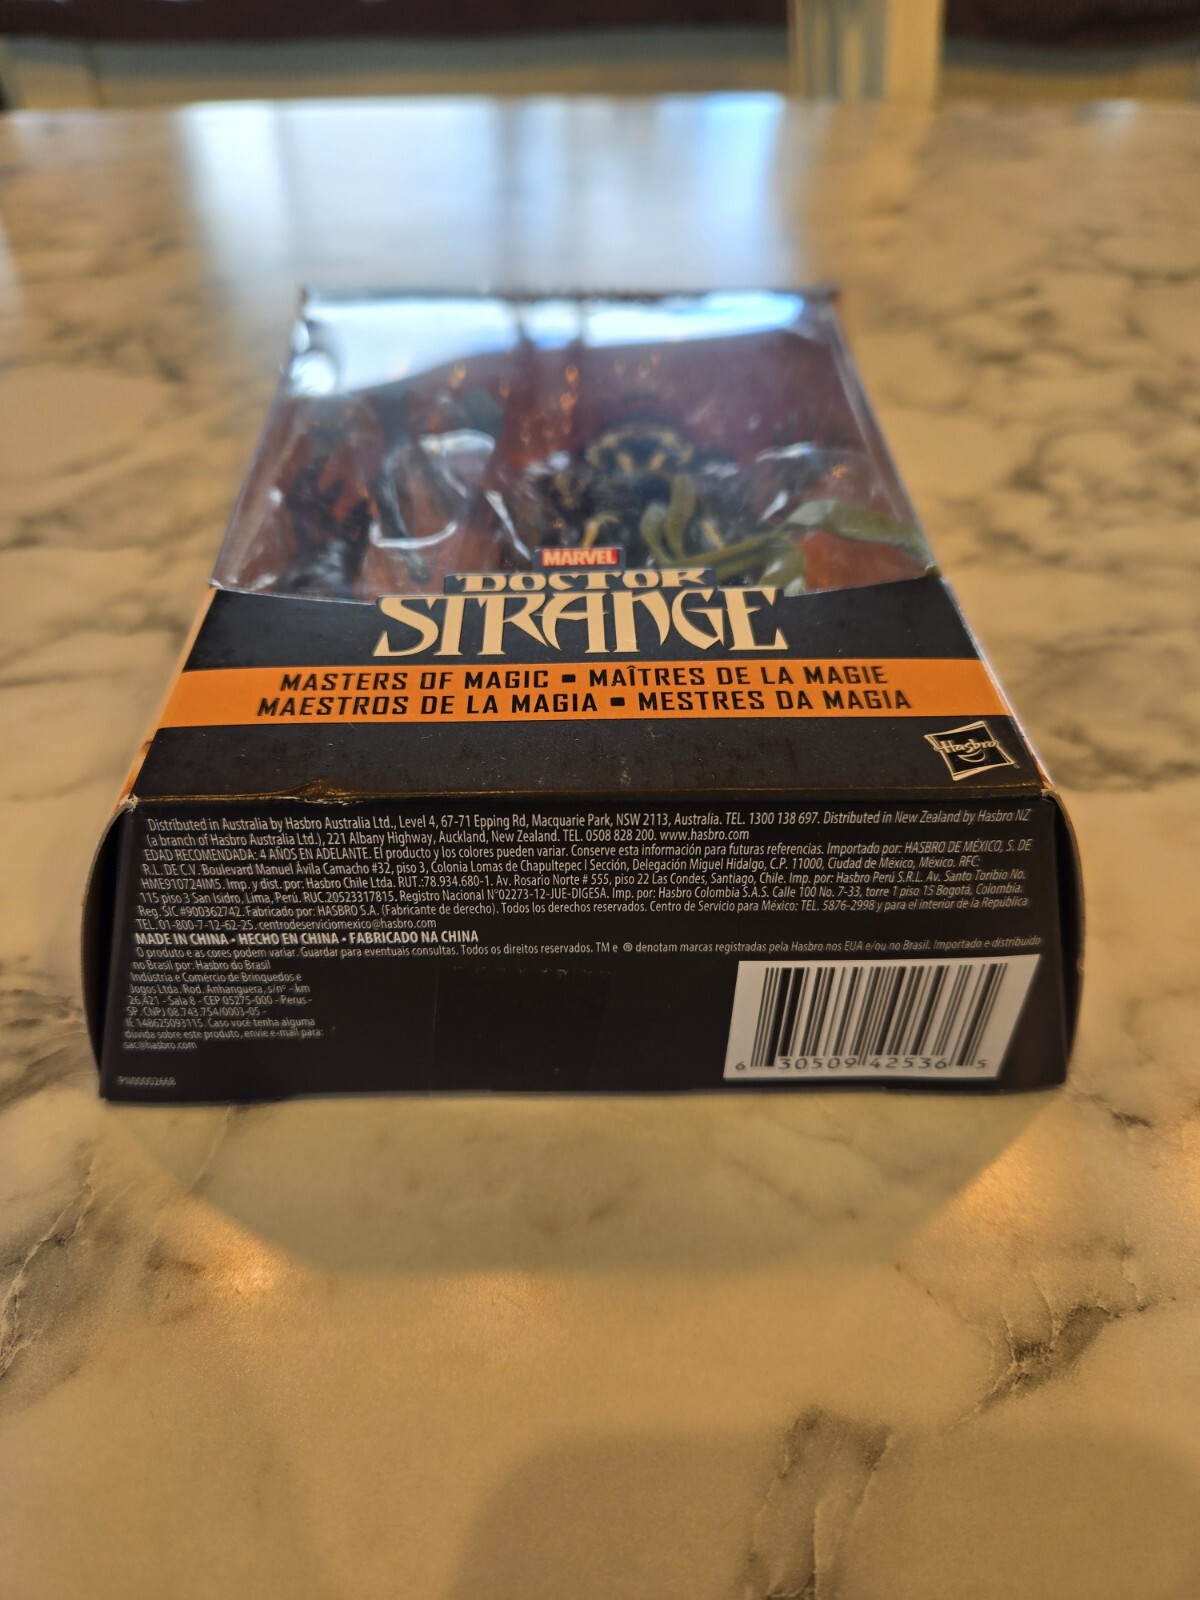 MARVEL
DOCTOR
STRANGE
MASTERS OF MAGIC ▪ MAÎTRES DE LA MAGIE
MAESTROS DE LA MAGIA ▪ MESTRES DA MAGIA
Hasbro
Distributed in Australia by Hasbro Australia Ltd., Level 4, 67-71 Epping Rd, Macquarie Park, NSW 2113, Australia. TEL. 1300 138 697. Distributed in New Zealand by Hasbro NZ
(a branch of Hasbro Australia Ltd.), 221 Albany Highway, Auckland, New Zealand. TEL. 0508 828 200. www.hasbro.com
EDAD RECOMENDADA: 4 AÑOS EN ADELANTE. El producto y los colores pueden variar. Conserve esta información para futuras referencias. Importado por: HASBRO DE MÉXICO, S. DE
R.L. DE C.V. Boulevard Manuel Ávila Camacho #32, piso 3, Colonia Lomas de Chapultepec I Sección, Delegación Miguel Hidalgo, C.P. 11000, Ciudad de México, México. RFC:
HME910724IM5. Imp. y dist. por: Hasbro Chile Ltda. RUT.:78.934.680-1. Av. Rosario Norte # 555, piso 22 Las Condes, Santiago, Chile. Imp. por: Hasbro Perú S.R.L. Av. Santo Toribio No.
115 piso 3 San Isidro, Lima, Perú. RUC.20523317815. Registro Nacional N°02273-12-JUE-DIGESA. Imp. por: Hasbro Colombia S.A.S. Calle 100 No. 7-33, torre 1 piso 15 Bogotá, Colombia.
Reg. SIC #900362742. Fabricado por: HASBRO S.A. (Fabricante de derecho). Todos los derechos reservados. Centro de Servicio para México: TEL. 5876-2998 y para el interior de la República
TEL. 01-800-7-12-62-25. centrodeserviciomexico@hasbro.com
MADE IN CHINA • HECHO EN CHINA • FABRICADO NA CHINA
O produto e as cores podem variar. Guardar para eventuais consultas. Todos os direitos reservados. TM e ® denotam marcas registradas pela Hasbro nos EUA e/ou no Brasil. Importado e distribuído
no Brasil por: Hasbro do Brasil
Indústria e Comércio de Brinquedos e
Jogos Ltda. Rod. Anhanguera, s/nº - km
26,421 - Sala 8 - CEP 05275-000 - Perus -
SP. CNPJ 08.743.754/0003-05 -
IE 148625093115. Caso você tenha alguma
dúvida sobre este produto, envie e-mail para:
sac@hasbro.com
PN00002668
6 30509 42536 5